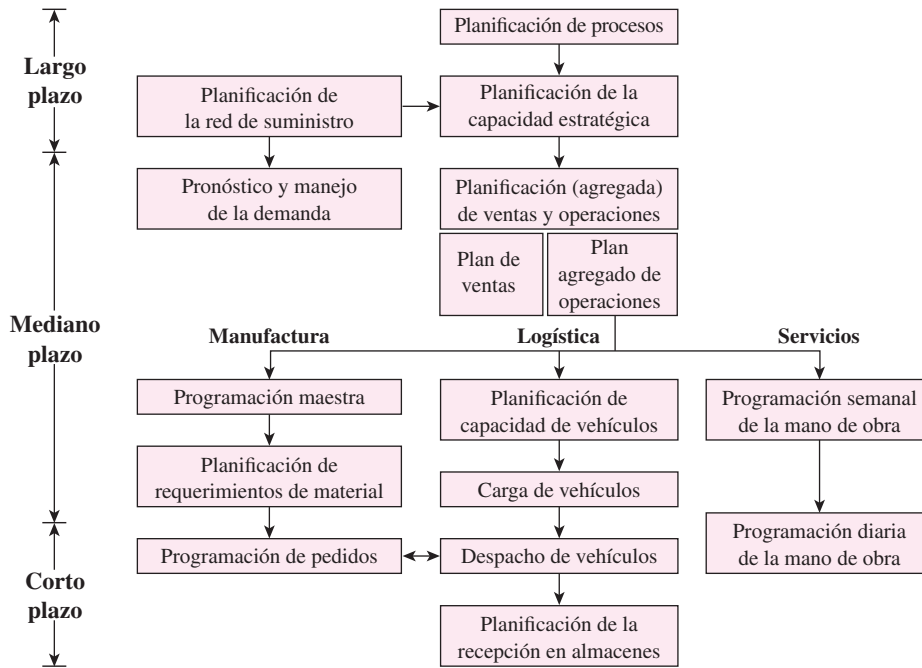 Planificación de procesos
Largo
plazo
Planificación de
la red de suministro
Planificación de la
capacidad estratégica
Pronóstico y manejo
de la demanda
Planificación (agregada)
de ventas y operaciones
Plan de
ventas
Plan
agregado de
operaciones
Mediano
plazo
Manufactura
Logística
Servicios
Programación maestra
Planificación de
capacidad de vehículos
Programación semanal
de la mano de obra
Planificación de
requerimientos de material
Carga de vehículos
Programación de pedidos
Despacho de vehículos
Programación diaria
de la mano de obra
Corto
plazo
Planificación de la
recepción en almacenes